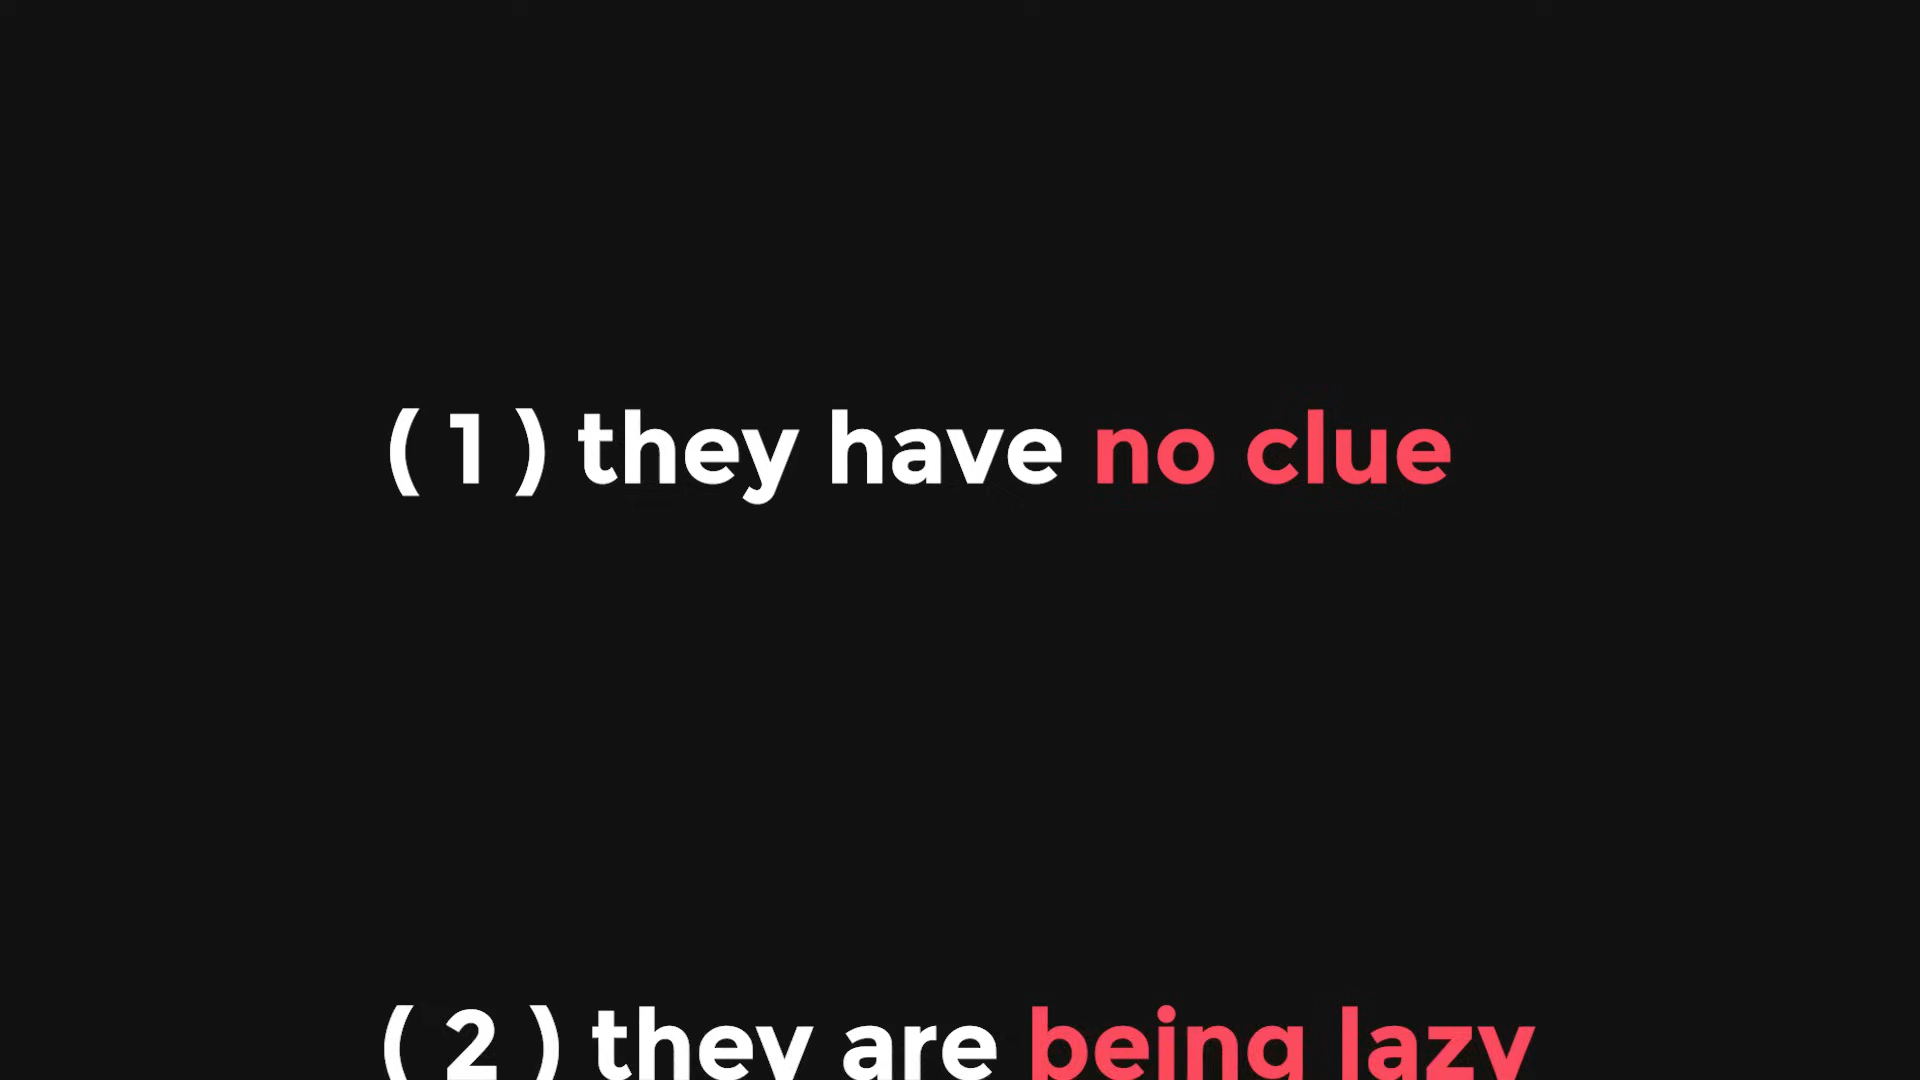 ( 1 ) they have no clue
( 2 ) they are being lazy